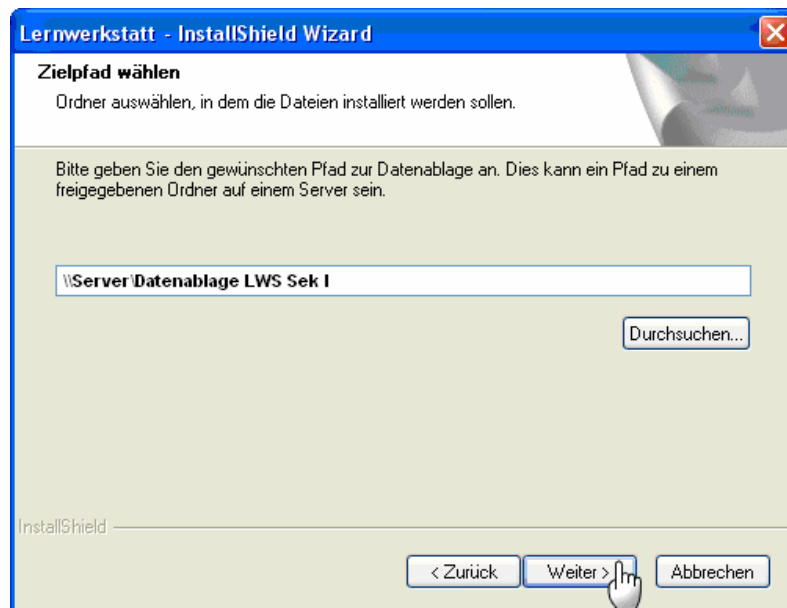 Lernwerkstatt - InstallShield Wizard
Zielpfad wählen
Ordner auswählen, in dem die Dateien installiert werden sollen.
Bitte geben Sie den gewünschten Pfad zur Datenablage an. Dies kann ein Pfad zu einem
freigegebenen Ordner auf einem Server sein.
\\Server\Datenablage LWS Sek I
Durchsuchen...
InstallShield
< Zurück
Weiter >
Abbrechen